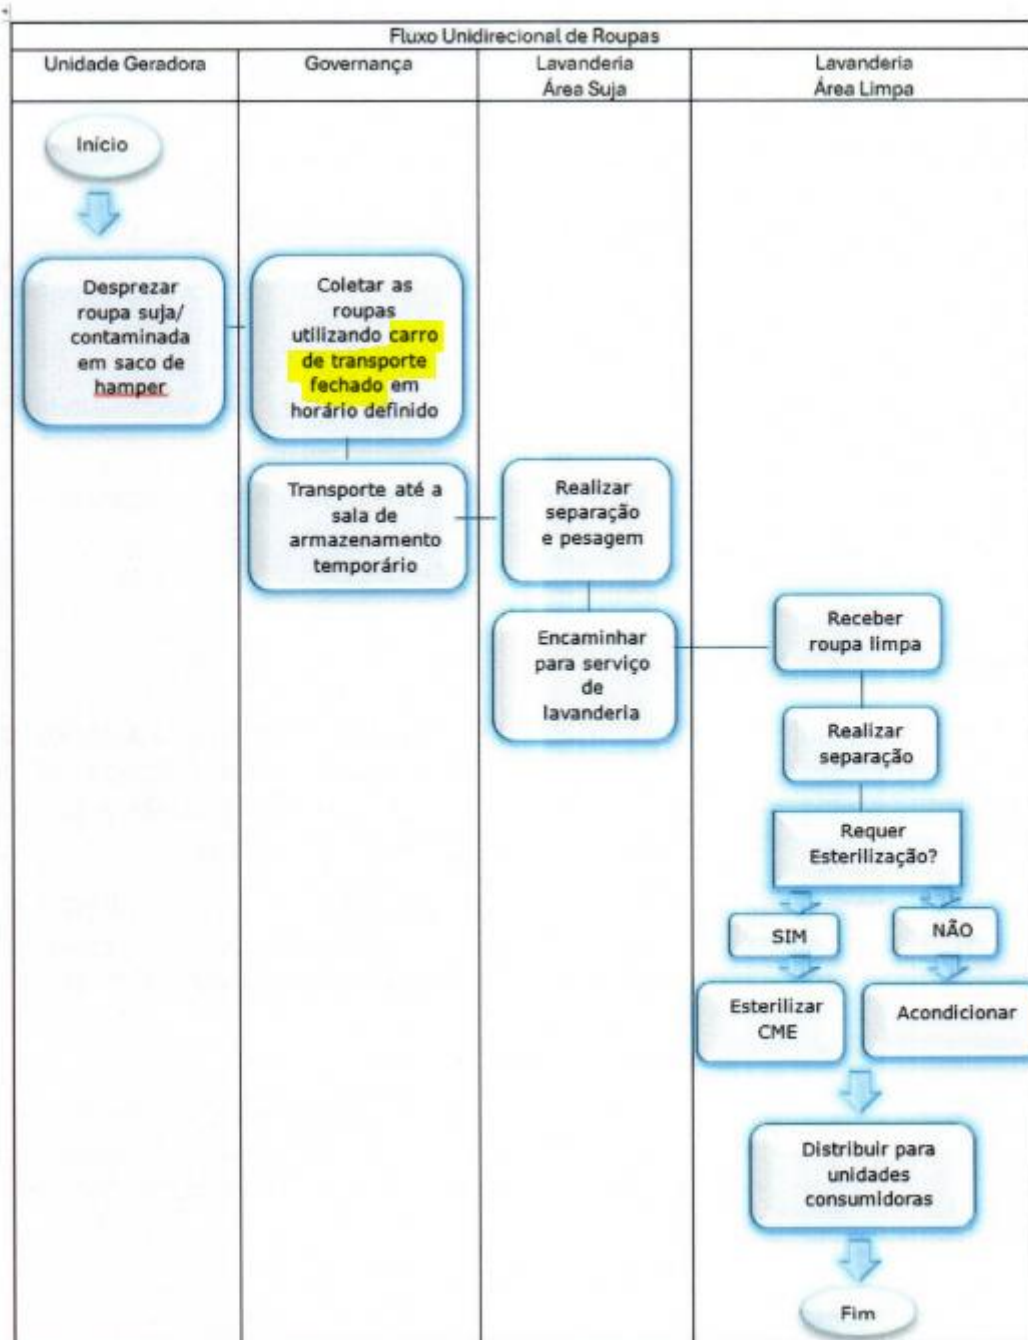 Fluxo Unidirecional de Roupas
Unidade Geradora
Governança
Lavanderia
Área Suja
Lavanderia
Área Limpa
Início
Desprezar
roupa suja/
contaminada
em saco de
hamper
Coletar as
roupas
utilizando carro
de transporte
fechado em
horário definido
Transporte até a
sala de
armazenamento
temporário
Realizar
separação
e pesagem
Encaminhar
para serviço
de
lavanderia
Receber
roupa limpa
Realizar
separação
Requer
Esterilização?
SIM
NÃO
Esterilizar
CME
Acondicionar
Distribuir para
unidades
consumidoras
Fim